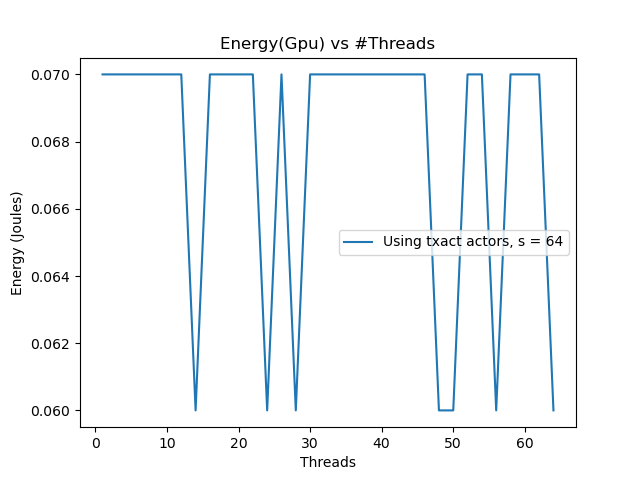 Energy(Gpu) vs #Threads
Energy (Joules)
0.070
0.068
0.066
0.064
0.062
0.060
Using txact actors, s = 64
0 10 20 30 40 50 60
Threads